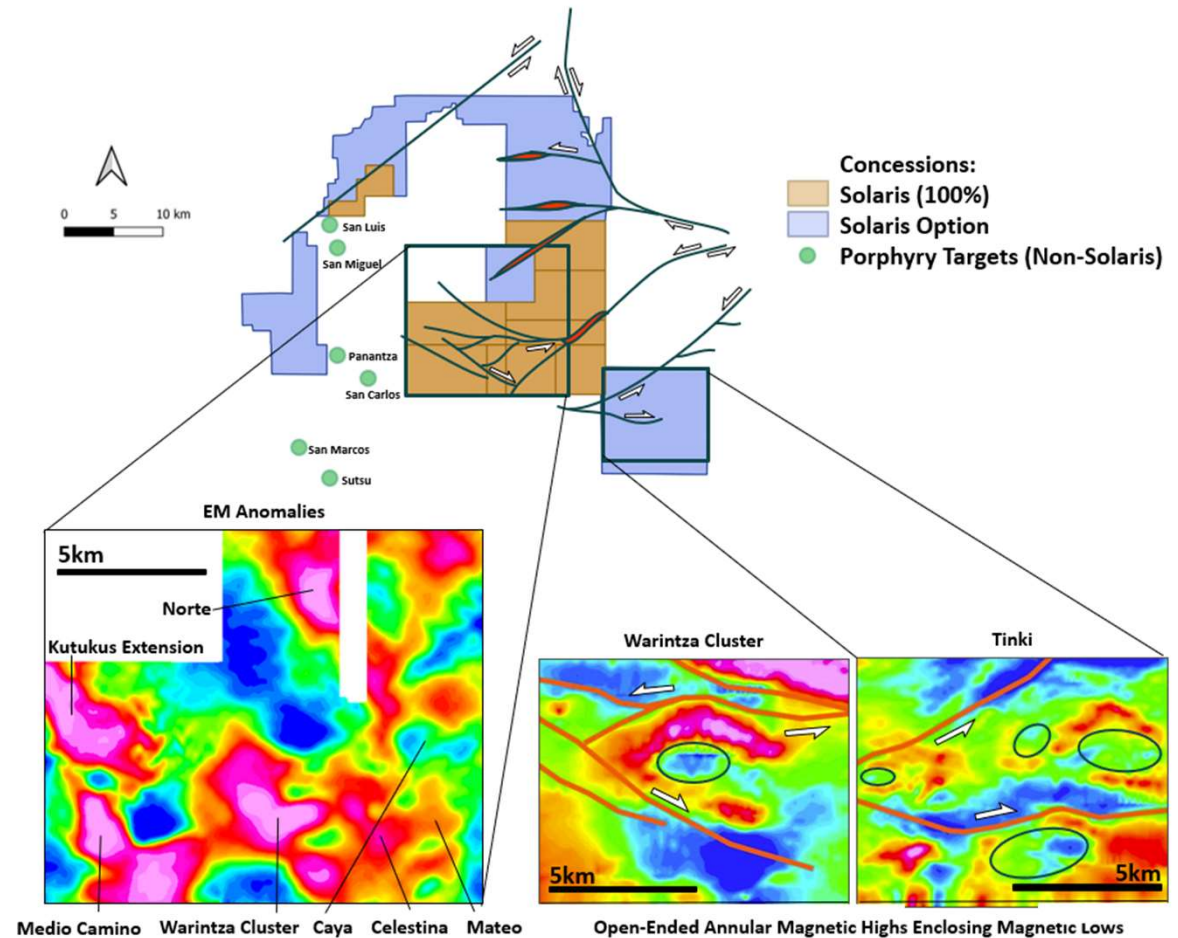 Concessions:
Solaris (100%)
Solaris Option
Porphyry Targets (Non-Solaris)
0 5 10 km
San Luis
San Miguel
Panantza
San Carlos
San Marcos
Sutsu
EM Anomalies
5km
Norte
Kutukus Extension
Medio Camino Warintza Cluster Caya Celestina Mateo
Warintza Cluster
5km
Tinki
5km
Open-Ended Annular Magnetic Highs Enclosing Magnetic Lows